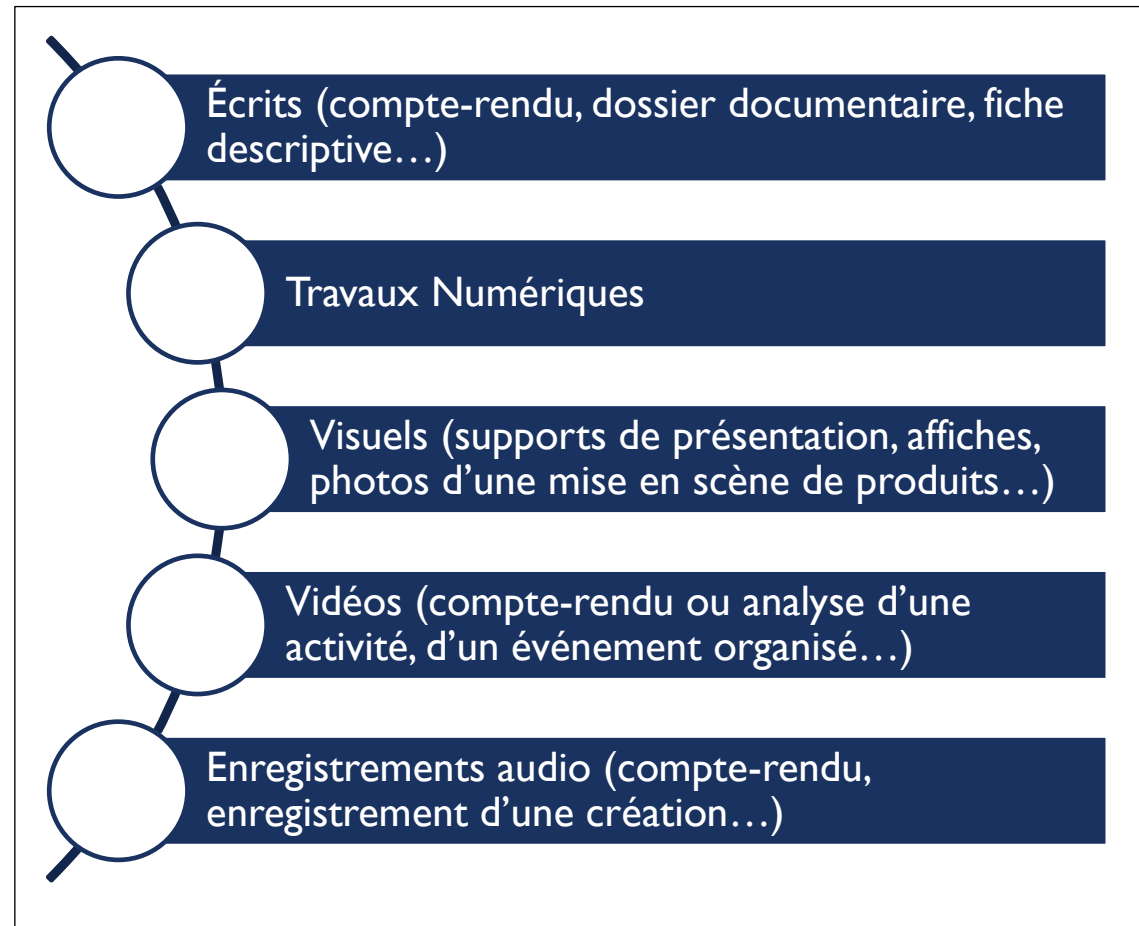 Écrits (compte-rendu, dossier documentaire, fiche
descriptive…)
Travaux Numériques
Visuels (supports de présentation, affiches,
photos d’une mise en scène de produits…)
Vidéos (compte-rendu ou analyse d’une
activité, d’un événement organisé…)
Enregistrements audio (compte-rendu,
enregistrement d’une création…)